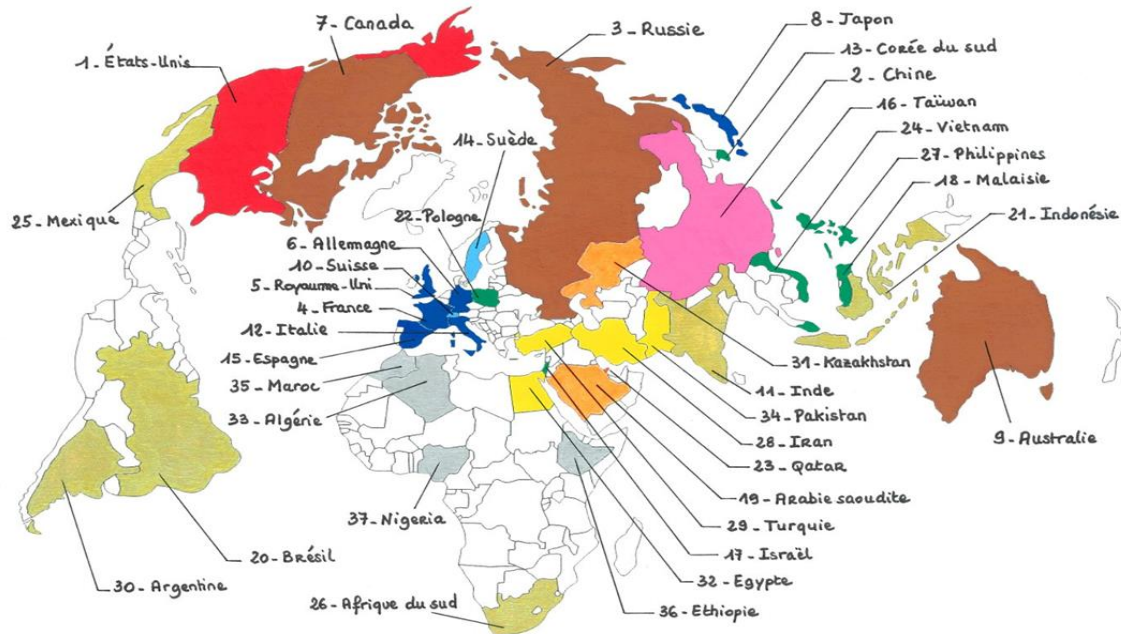 7- Canada
3 - Russie
8 - Japon
13 - Corée du sud
1 - États-Unis
2 - Chine
16 - Taïwan
14 - Suède
24 - Vietnam
27 - Philippines
18 - Malaisie
25 - Mexique
22 - Pologne
21 - Indonésie
6 - Allemagne
10 - Suisse
5 - Royaume-Uni
4 - France
12 - Italie
15 - Espagne
31 - Kazakhstan
35 - Maroc
11 - Inde
33 - Algérie
34 - Pakistan
28 - Iran
9 - Australie
23 - Qatar
19 - Arabie saoudite
37 - Nigeria
29 - Turquie
20 - Brésil
17 - Israël
30 - Argentine
32 - Egypte
26 - Afrique du sud
36 - Ethiopie